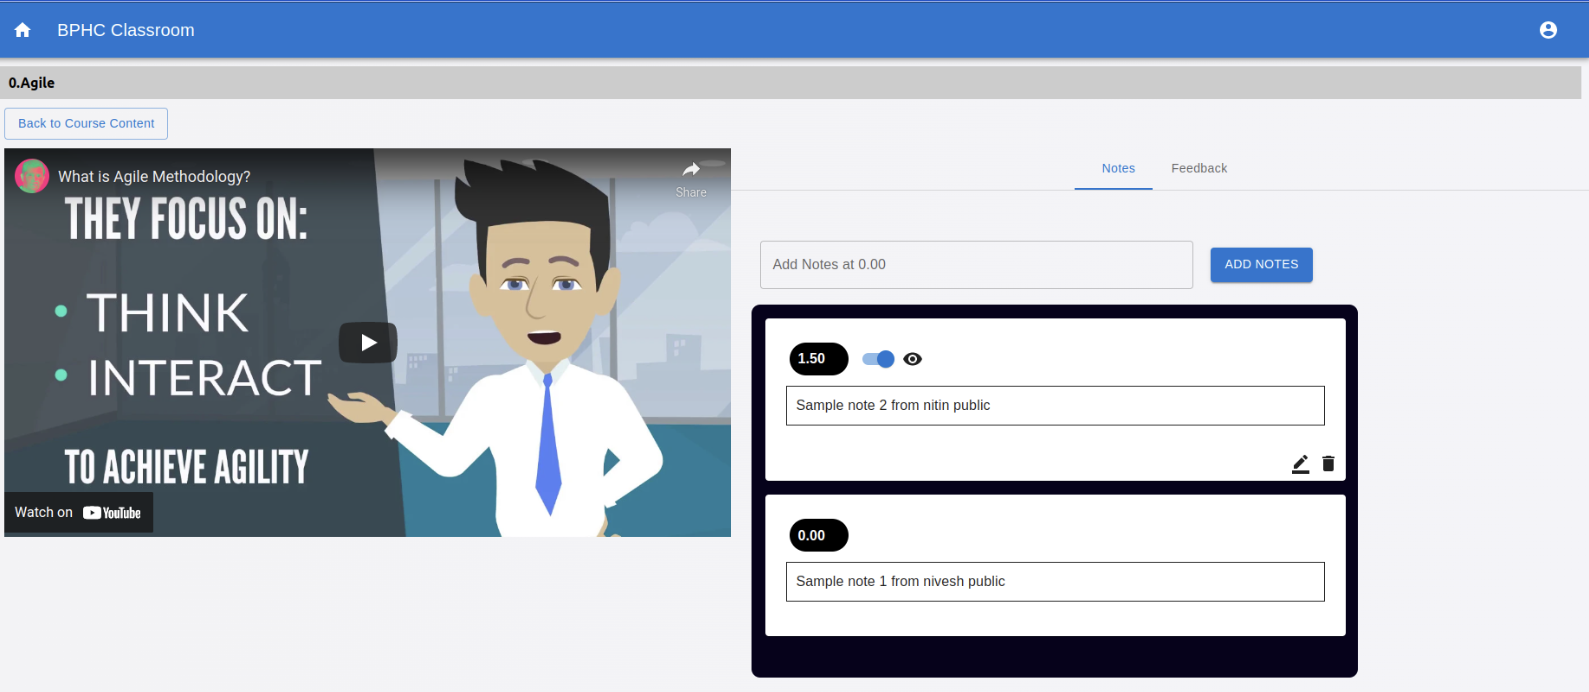 BPHC Classroom
0.Agile
Back to Course Content
What is Agile Methodology?
Share
THEY FOCUS ON:
• THINK
• INTERACT
TO ACHIEVE AGILITY
Watch on YouTube
Notes Feedback
Add Notes at 0.00 ADD NOTES
1.50
Sample note 2 from nitin public
0.00
Sample note 1 from nivesh public